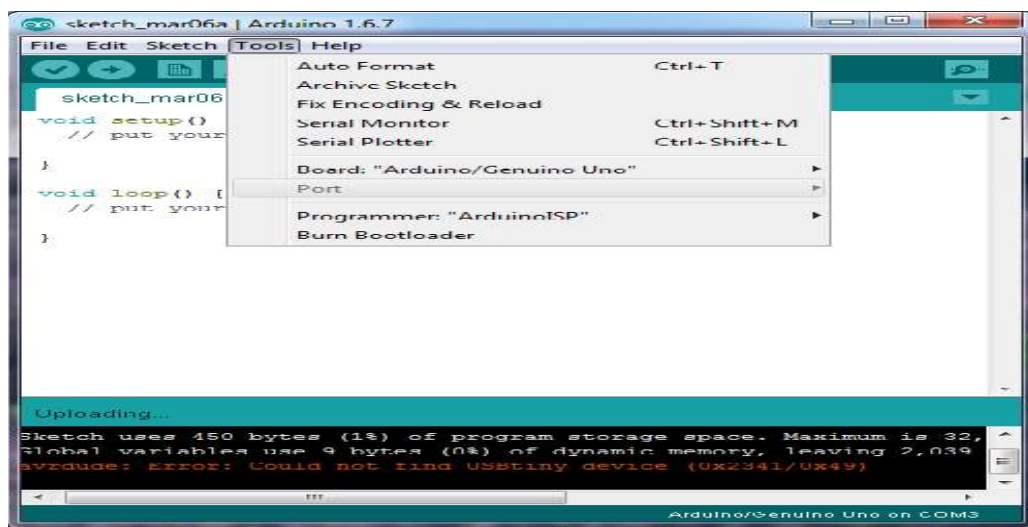 sketch_mar06a | Arduino 1.6.7
File Edit Sketch Tools Help
sketch_mar06
Auto Format Ctrl+T
Archive Sketch
Fix Encoding & Reload
Serial Monitor Ctrl+Shift+M
Serial Plotter Ctrl+Shift+L
Board: "Arduino/Genuino Uno"
Port
Programmer: "ArduinoISP"
Burn Bootloader
void setup()
// put your
}
void loop() {
// put your
}
Uploading...
Sketch uses 450 bytes (1%) of program storage space. Maximum is 32,
Global variables use 9 bytes (0%) of dynamic memory, leaving 2,039
avrdude: Error: Could not find USBtiny device (0x2341/0x49)
Arduino/Genuino Uno on COM3